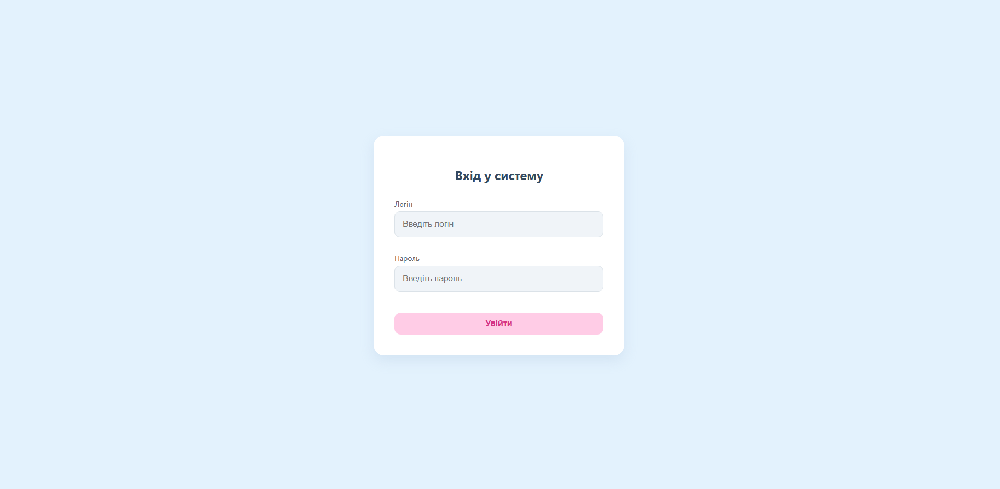 Вхід у систему
Логін
Введіть логін
Пароль
Введіть пароль
Увійти